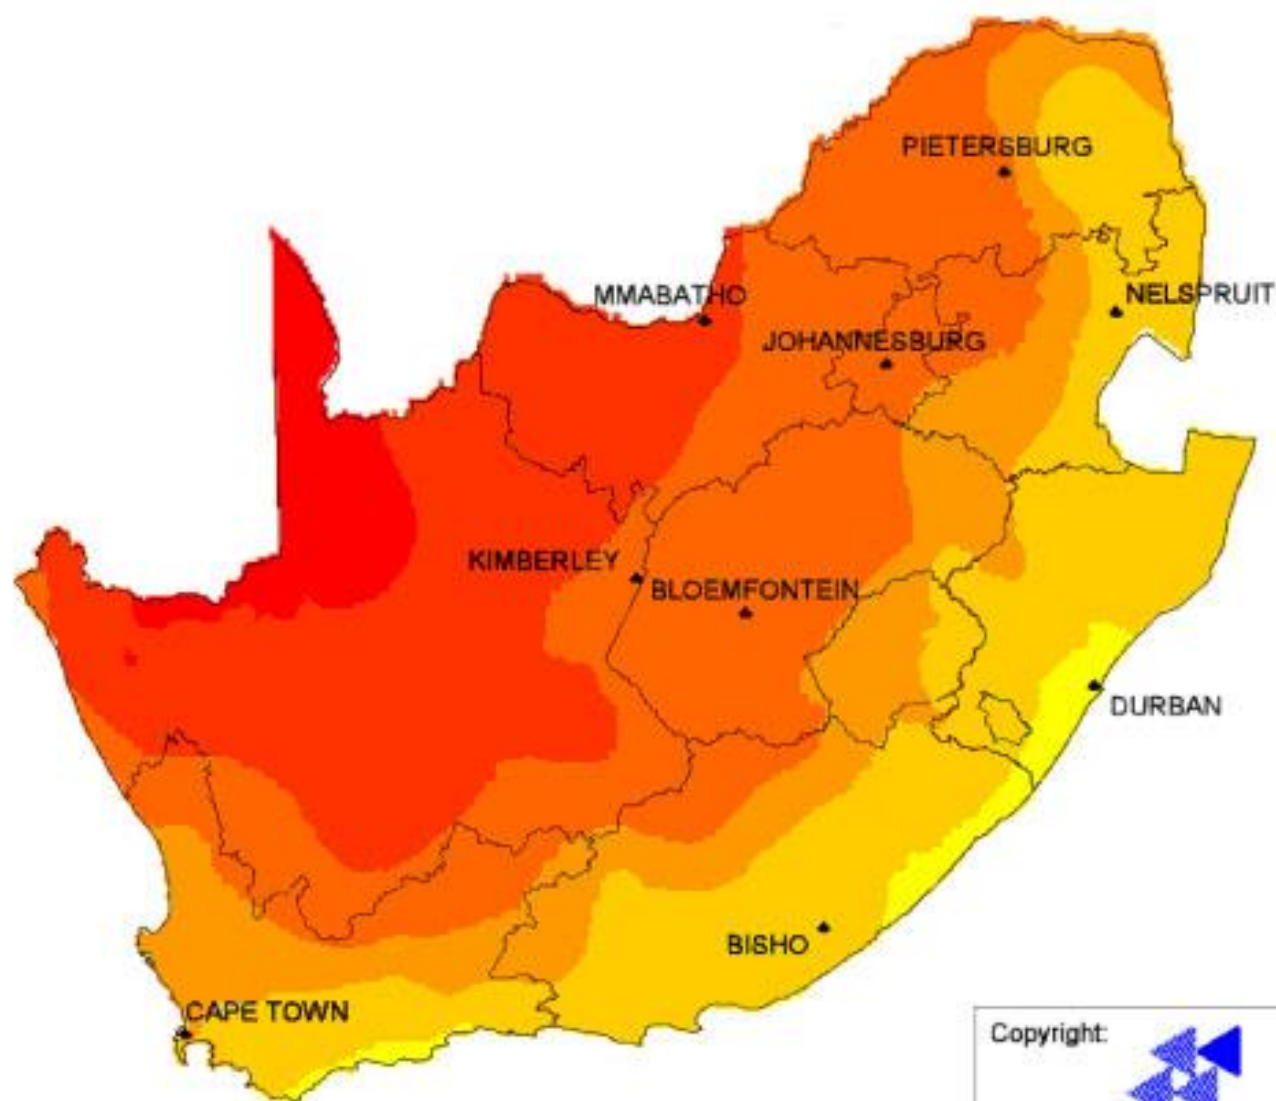 PIETERSBURG
MMABATHO
NELSPRUIT
JOHANNESBURG
KIMBERLEY
BLOEMFONTEIN
DURBAN
BISHO
CAPE TOWN
Copyright: